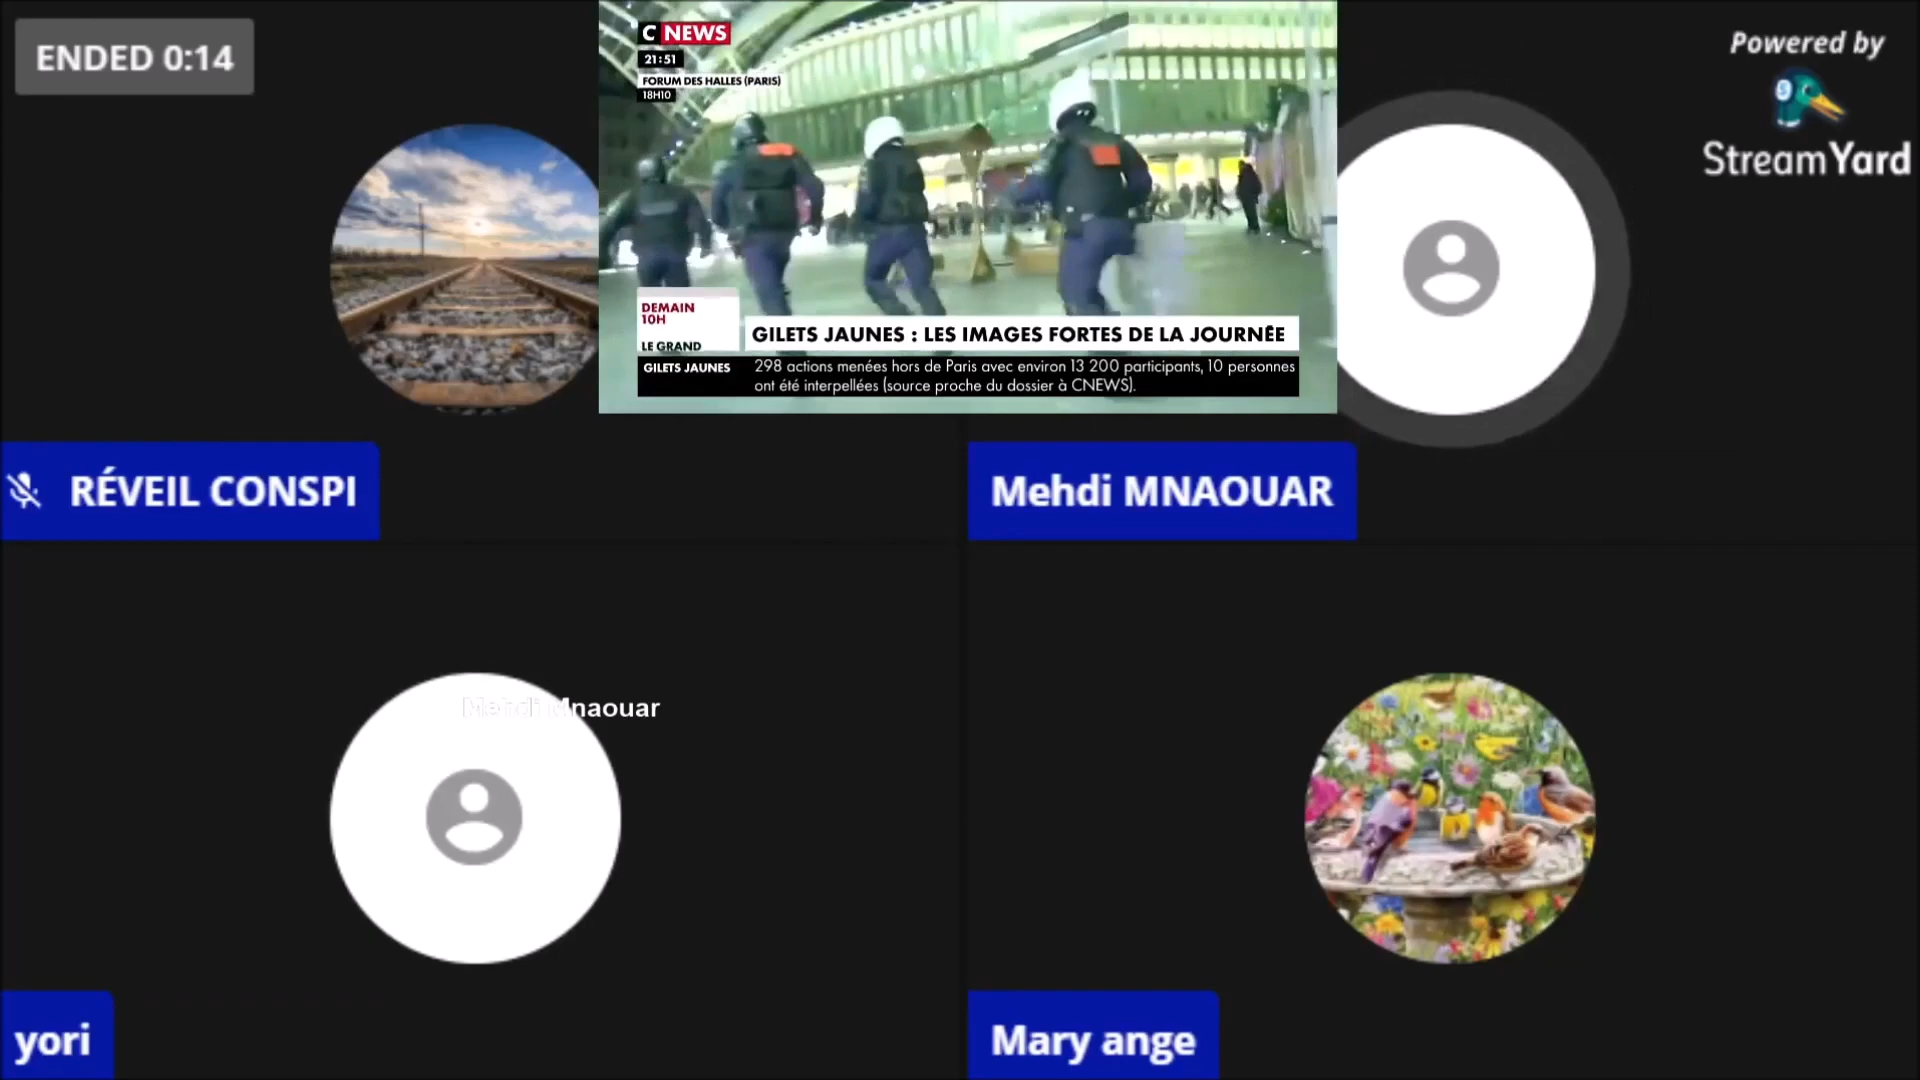 ENDED 0:14
C NEWS
21:51
FORUM DES HALLES (PARIS)
18H10
DEMAIN
10H
LE GRAND
GILETS JAUNES : LES IMAGES FORTES DE LA JOURNÉE
GILETS JAUNES
298 actions menées hors de Paris avec environ 13 200 participants, 10 personnes
ont été interpellées (source proche du dossier à CNEWS).
Powered by
StreamYard
RÉVEIL CONSPI
Mehdi MNAOUAR
Mehdi Mnaouar
yori
Mary ange